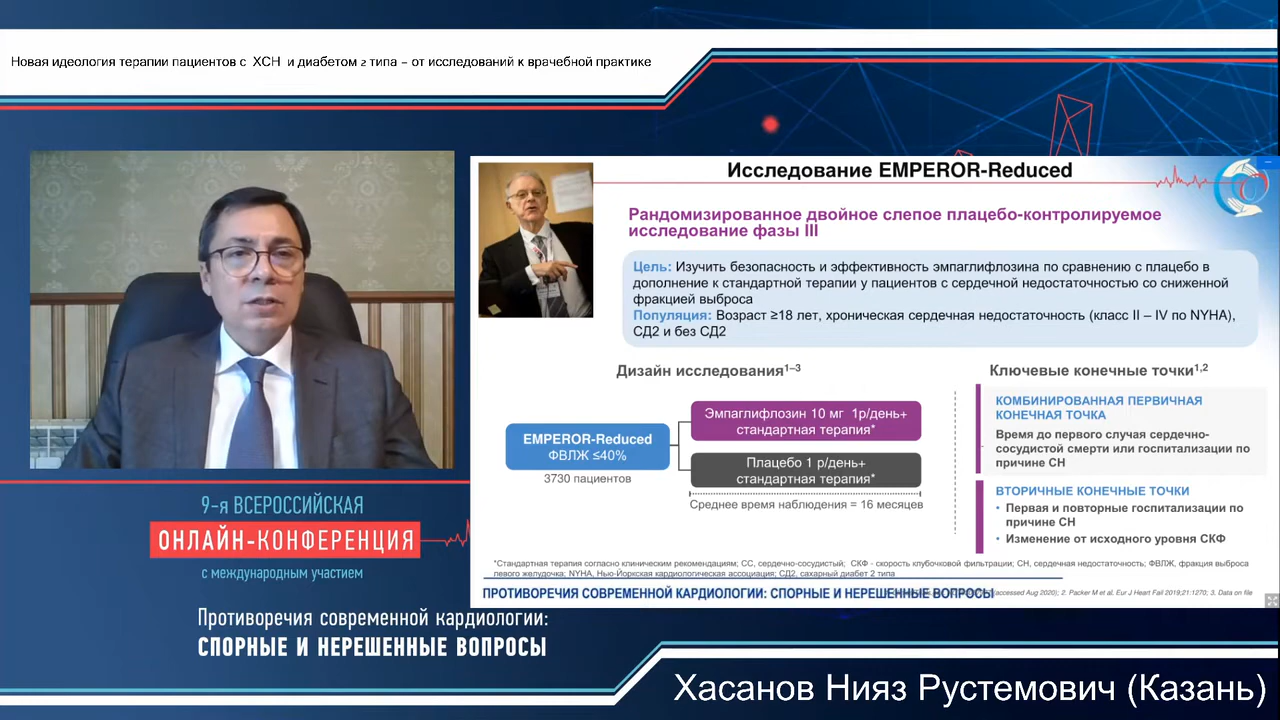 Новая идеология терапии пациентов с ХСН и диабетом 2 типа – от исследований к врачебной практике
Исследование EMPEROR-Reduced
Рандомизированное двойное слепое плацебо-контролируемое
исследование фазы III
Цель: Изучить безопасность и эффективность эмпаглифлозина по сравнению с плацебо в
дополнение к стандартной терапии у пациентов с сердечной недостаточностью со сниженной
фракцией выброса
Популяция: Возраст ≥18 лет, хроническая сердечная недостаточность (класс II – IV по NYHA),
СД2 и без СД2
Дизайн исследования1–3
EMPEROR-Reduced
ФВЛЖ ≤40%
3730 пациентов
Эмпаглифлозин 10 мг 1р/день+
стандартная терапия*
Плацебо 1 р/день+
стандартная терапия*
Среднее время наблюдения = 16 месяцев
Ключевые конечные точки1,2
КОМБИНИРОВАННАЯ ПЕРВИЧНАЯ
КОНЕЧНАЯ ТОЧКА
Время до первого случая сердечно-
сосудистой смерти или госпитализации по
причине СН
ВТОРИЧНЫЕ КОНЕЧНЫЕ ТОЧКИ
• Первая и повторные госпитализации по
причине СН
• Изменение от исходного уровня СКФ
*Стандартная терапия согласно клиническим рекомендациям; СС, сердечно-сосудистый; СКФ - скорость клубочковой фильтрации; СН, сердечная недостаточность; ФВЛЖ, фракция выброса
левого желудочка; NYHA, Нью-Йоркская кардиологическая ассоциация; СД2, сахарный диабет 2 типа
ПРОТИВОРЕЧИЯ СОВРЕМЕННОЙ КАРДИОЛОГИИ: СПОРНЫЕ И НЕРЕШЕННЫЕ ВОПРОСЫ
(accessed Aug 2020); 2. Packer M et al. Eur J Heart Fail 2019;21:1270; 3. Data on file
9-я ВСЕРОССИЙСКАЯ
ОНЛАЙН-КОНФЕРЕНЦИЯ
с международным участием
Противоречия современной кардиологии:
СПОРНЫЕ И НЕРЕШЕННЫЕ ВОПРОСЫ
Хасанов Нияз Рустемович (Казань)